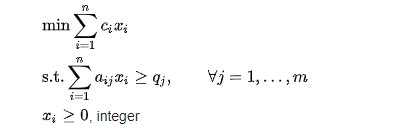 min ∑_{i=1}^{n} c_i x_i
s.t. ∑_{i=1}^{n} a_{ij} x_i ≥ q_j, ∀j = 1, . . . , m
x_i ≥ 0, integer